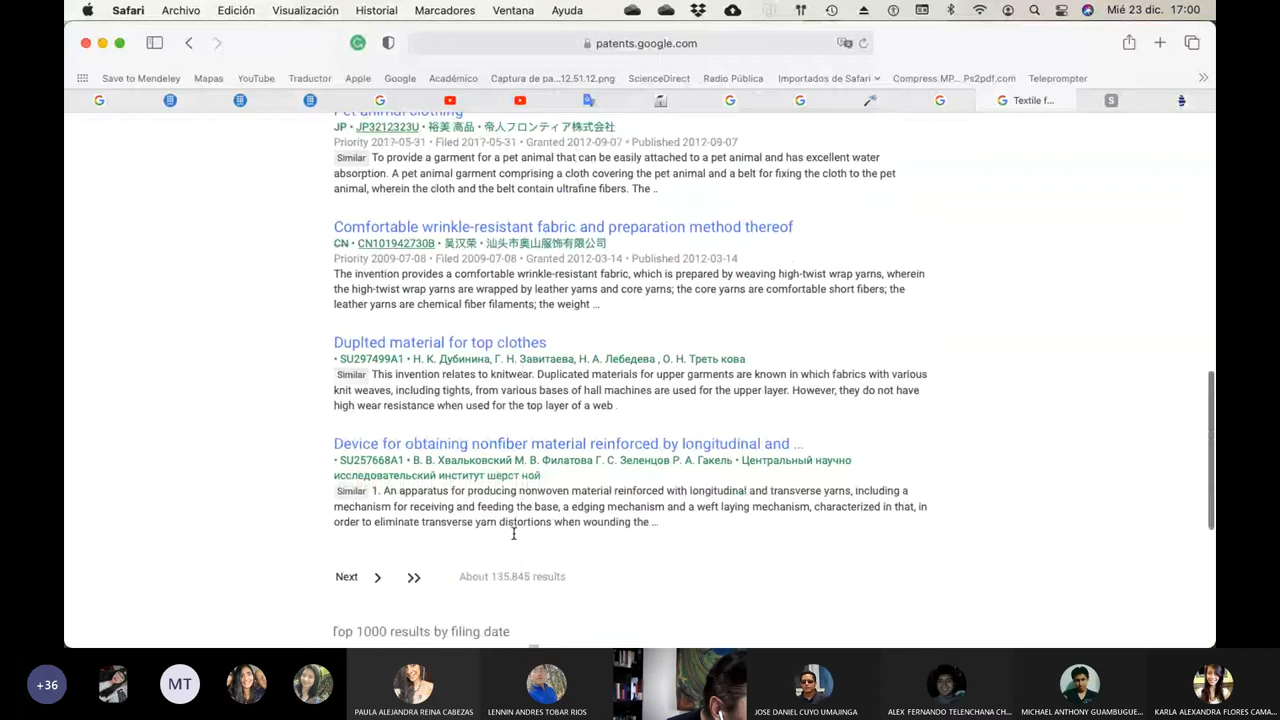 Safari Archivo Edición Visualización Historial Marcadores Ventana Ayuda Mié 23 dic. 17:00
patents.google.com
Save to Mendeley Mapas YouTube Traductor Apple Google Académico Captura de pa...12.51.12.png ScienceDirect Radio Pública Importados de Safari Compress MP... Ps2pdf.com Teleprompter
Textile f...
Pet animal clothing
JP • JP3212323U • 裕美 高品 • 帝人フロンティア株式会社
Priority 2017-05-31 • Filed 2017-05-31 • Granted 2017-09-07 • Published 2017-09-07
Similar To provide a garment for a pet animal that can be easily attached to a pet animal and has excellent water
absorption. A pet animal garment comprising a cloth covering the pet animal and a belt for fixing the cloth to the pet
animal, wherein the cloth and the belt contain ultrafine fibers. The ..
Comfortable wrinkle-resistant fabric and preparation method thereof
CN • CN101942730B • 吴汉荣 • 汕头市奥山服饰有限公司
Priority 2009-07-08 • Filed 2009-07-08 • Granted 2012-03-14 • Published 2012-03-14
The invention provides a comfortable wrinkle-resistant fabric, which is prepared by weaving high-twist wrap yarns, wherein
the high-twist wrap yarns are wrapped by leather yarns and core yarns; the core yarns are comfortable short fibers; the
leather yarns are chemical fiber filaments; the weight ...
Duplted material for top clothes
• SU297499A1 • Н. К. Дубинина, Г. Н. Завитаева, Н. А. Лебедева , О. Н. Треть кова
Similar This invention relates to knitwear. Duplicated materials for upper garments are known in which fabrics with various
knit weaves, including tights, from various bases of hall machines are used for the upper layer. However, they do not have
high wear resistance when used for the top layer of a web .
Device for obtaining nonfiber material reinforced by longitudinal and ...
• SU257668A1 • В. В. Хвальковский М. В. Филатова Г. С. Зеленцов Р. А. Гакель • Центральный научно
исследовательский институт шерст ной
Similar 1. An apparatus for producing nonwoven material reinforced with longitudinal and transverse yarns, including a
mechanism for receiving and feeding the base, a edging mechanism and a weft laying mechanism, characterized in that, in
order to eliminate transverse yarn distortions when wounding the ...
Next About 135.845 results
Top 1000 results by filing date
+36 MT
PAULA ALEJANDRA REINA CABEZAS LENNIN ANDRES TOBAR RIOS JOSE DANIEL CUYO UMAJINGA ALEX FERNANDO TELENCHANA CH... MICHAEL ANTHONY GUAMBUGUE... KARLA ALEXANDRA FLORES CAMA...